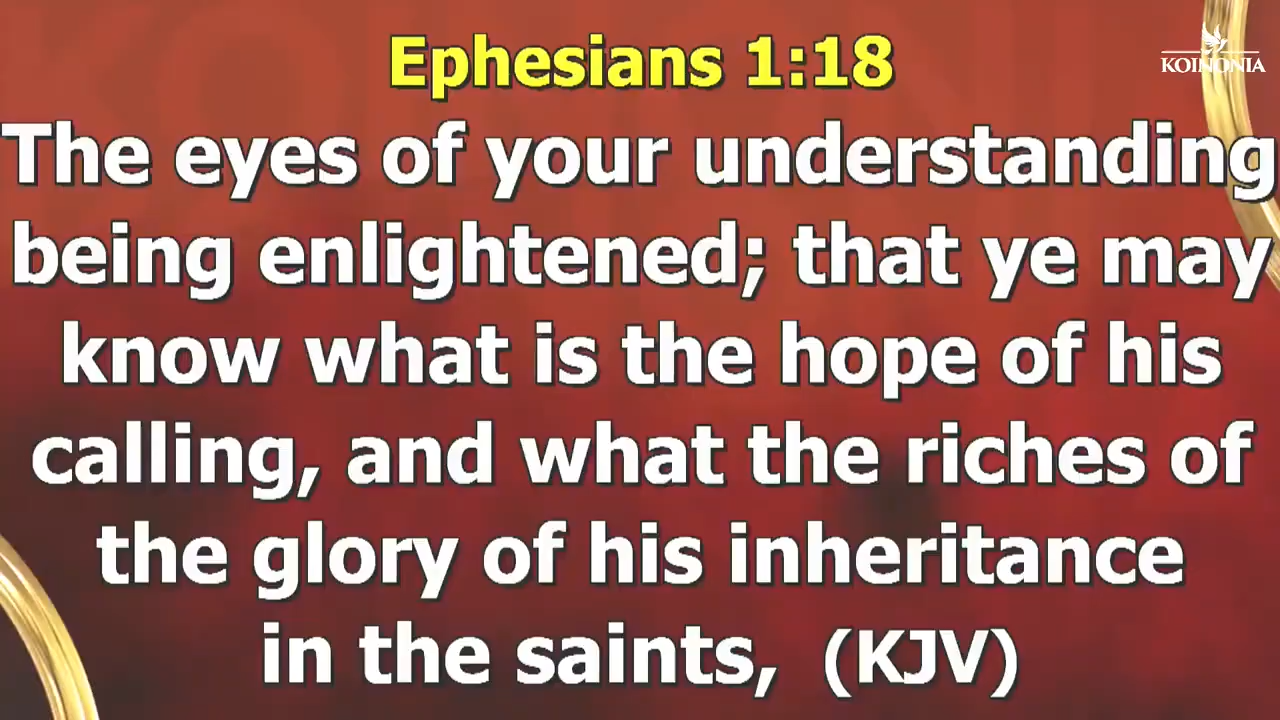 Ephesians 1:18
KOINONIA
The eyes of your understanding
being enlightened; that ye may
know what is the hope of his
calling, and what the riches of
the glory of his inheritance
in the saints, (KJV)